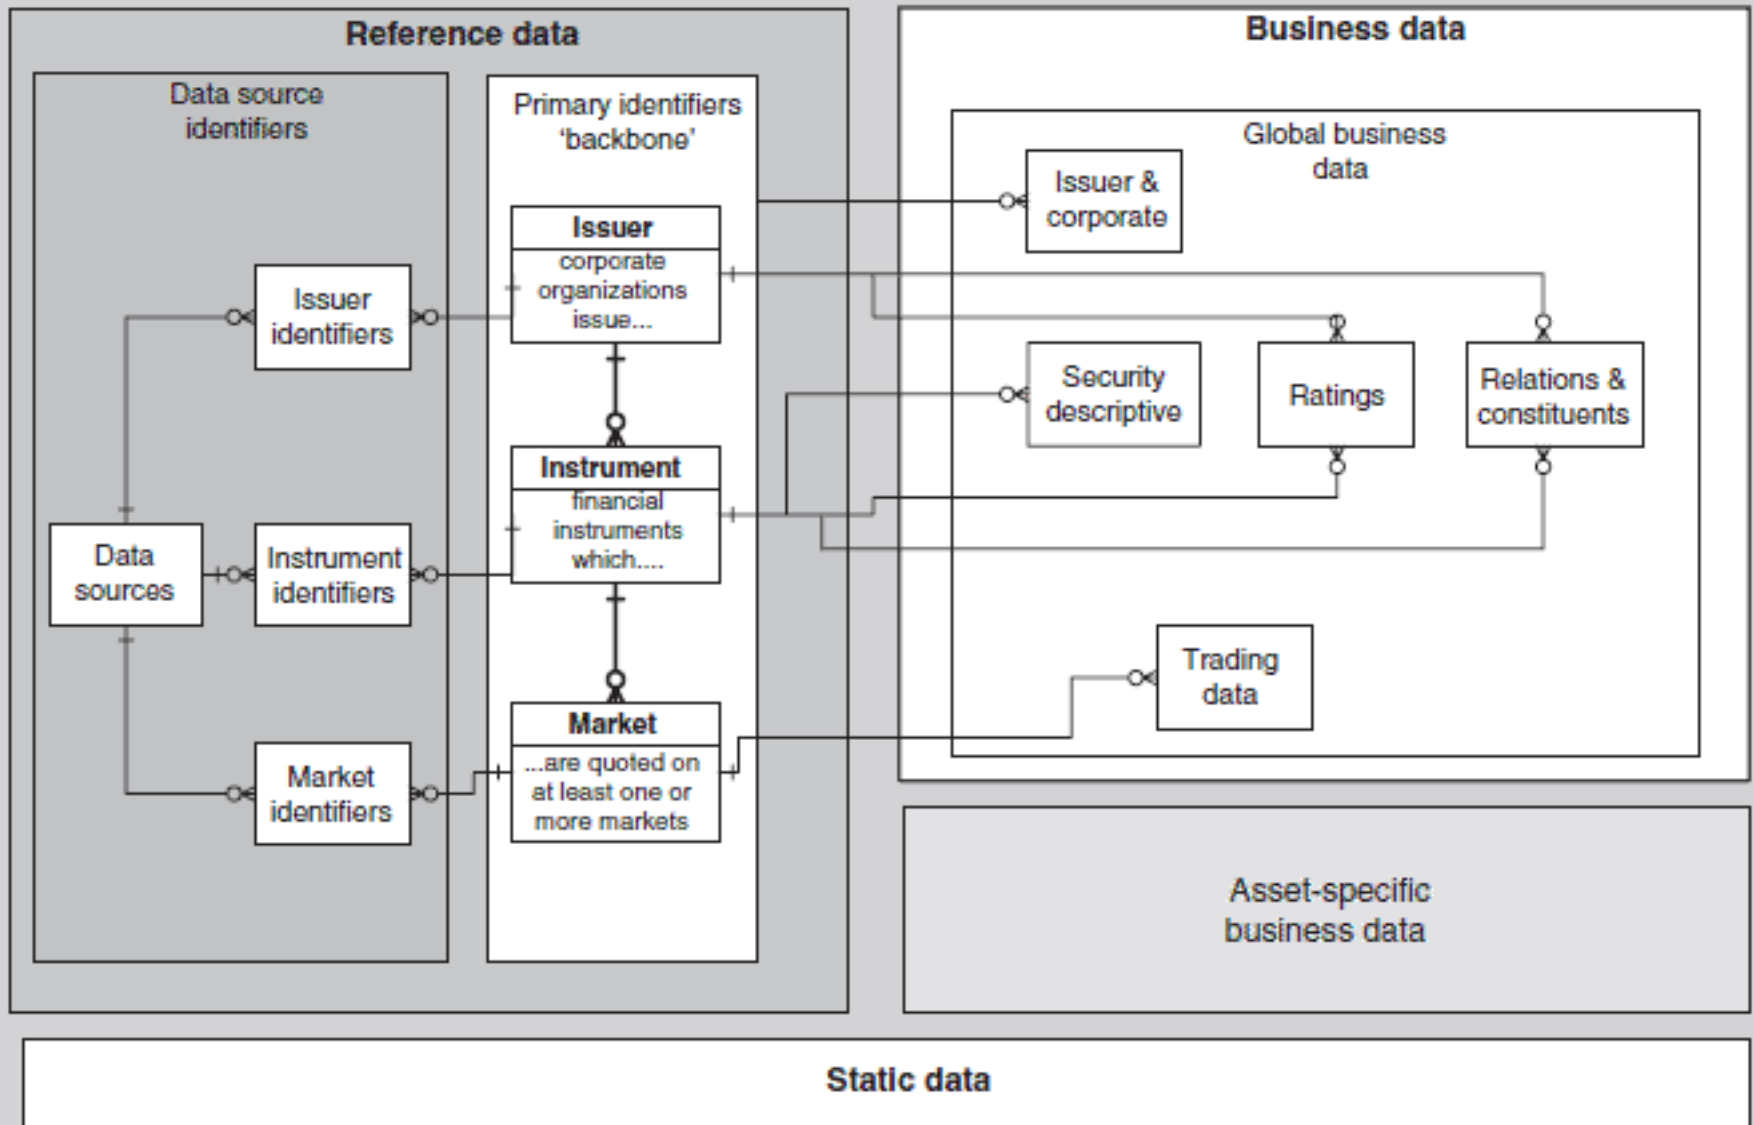 Reference data
Data source
identifiers
Primary identifiers
‘backbone’
Issuer
corporate
organizations
issue...
Issuer
identifiers
Instrument
financial
instruments
which....
Data
sources
Instrument
identifiers
Market
...are quoted on
at least one or
more markets
Market
identifiers
Business data
Global business
data
Issuer &
corporate
Security
descriptive
Ratings
Relations &
constituents
Trading
data
Asset-specific
business data
Static data